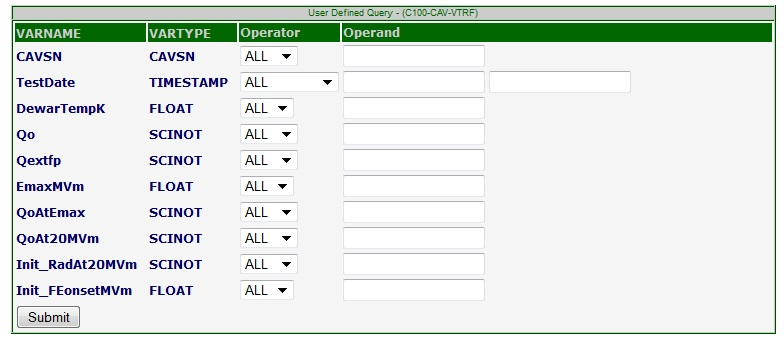 User Defined Query - (C100-CAV-VTRF)
VARNAME VARTYPE Operator Operand
CAVSN CAVSN ALL
TestDate TIMESTAMP ALL
DewarTempK FLOAT ALL
Qo SCINOT ALL
Qextfp SCINOT ALL
EmaxMVm FLOAT ALL
QoAtEmax SCINOT ALL
QoAt20MVm SCINOT ALL
Init_RadAt20MVm SCINOT ALL
Init_FEonsetMVm FLOAT ALL
Submit